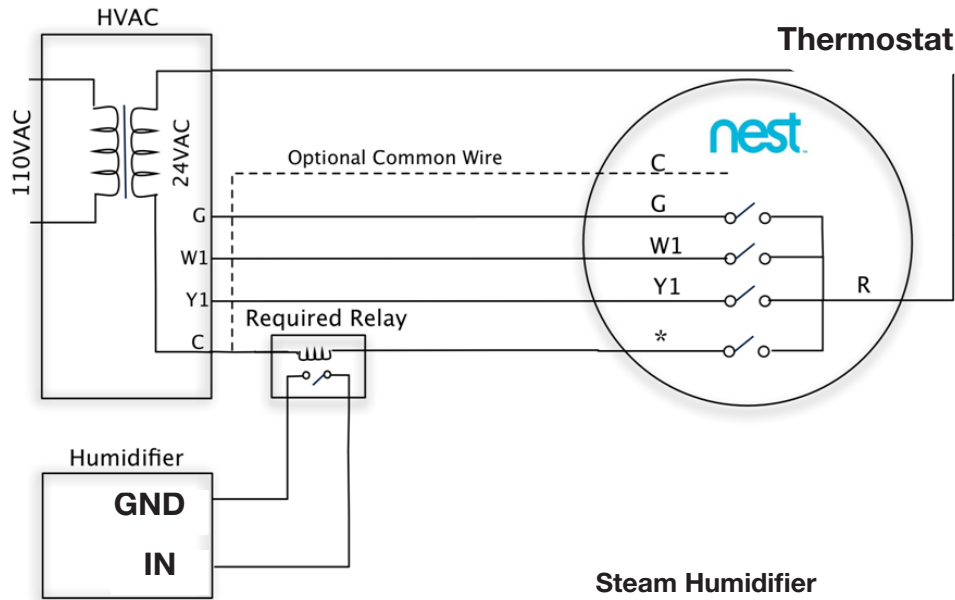 HVAC
Thermostat
110VAC
24VAC
nest
Optional Common Wire
C
G
G
W1
W1
Y1
Y1
R
Required Relay
C
*
Humidifier
GND
IN
Steam Humidifier